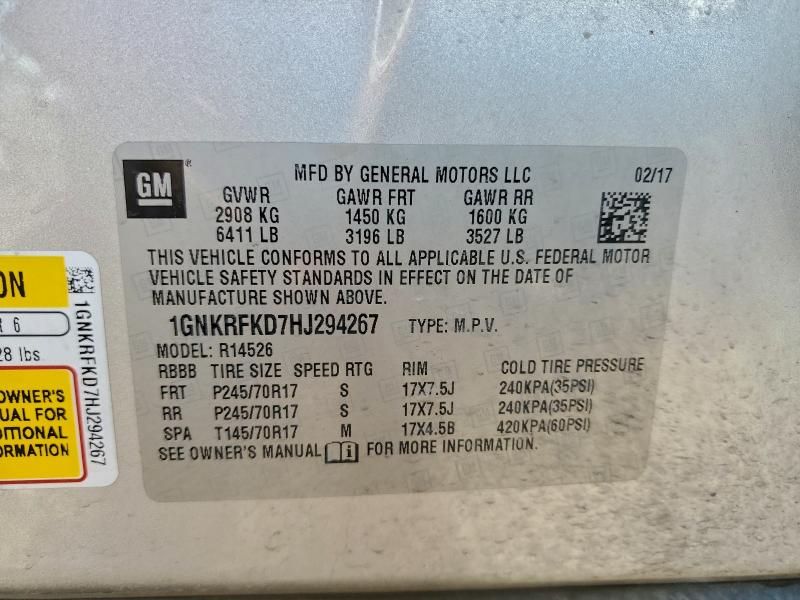 GM
MFD BY GENERAL MOTORS LLC 02/17
GVWR GAWR FRT GAWR RR
2908 KG 1450 KG 1600 KG
6411 LB 3196 LB 3527 LB
THIS VEHICLE CONFORMS TO ALL APPLICABLE U.S. FEDERAL MOTOR
VEHICLE SAFETY STANDARDS IN EFFECT ON THE DATE OF
MANUFACTURE SHOWN ABOVE.
1GNKRFKD7HJ294267 TYPE: M.P.V.
MODEL: R14526
RBBB TIRE SIZE SPEED RTG RIM COLD TIRE PRESSURE
FRT P245/70R17 S 17X7.5J 240KPA(35PSI)
RR P245/70R17 S 17X7.5J 240KPA(35PSI)
SPA T145/70R17 M 17X4.5B 420KPA(60PSI)
SEE OWNER'S MANUAL FOR MORE INFORMATION.
ON
R 6
28 lbs.
OWNER'S
UAL FOR
DITIONAL
ORMATION
1GNKRFKD7HJ294267